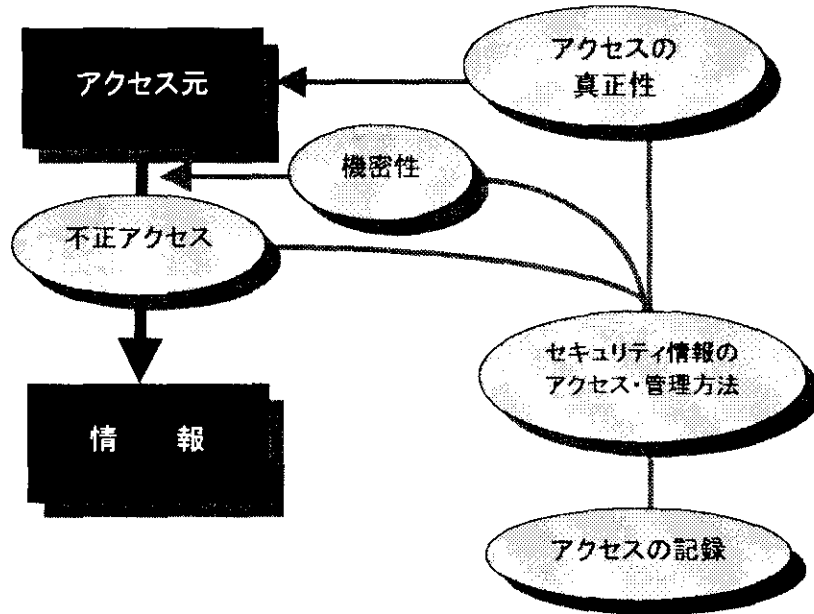 アクセス元
アクセスの
真正性
機密性
不正アクセス
セキュリティ情報の
アクセス・管理方法
情　報
アクセスの記録